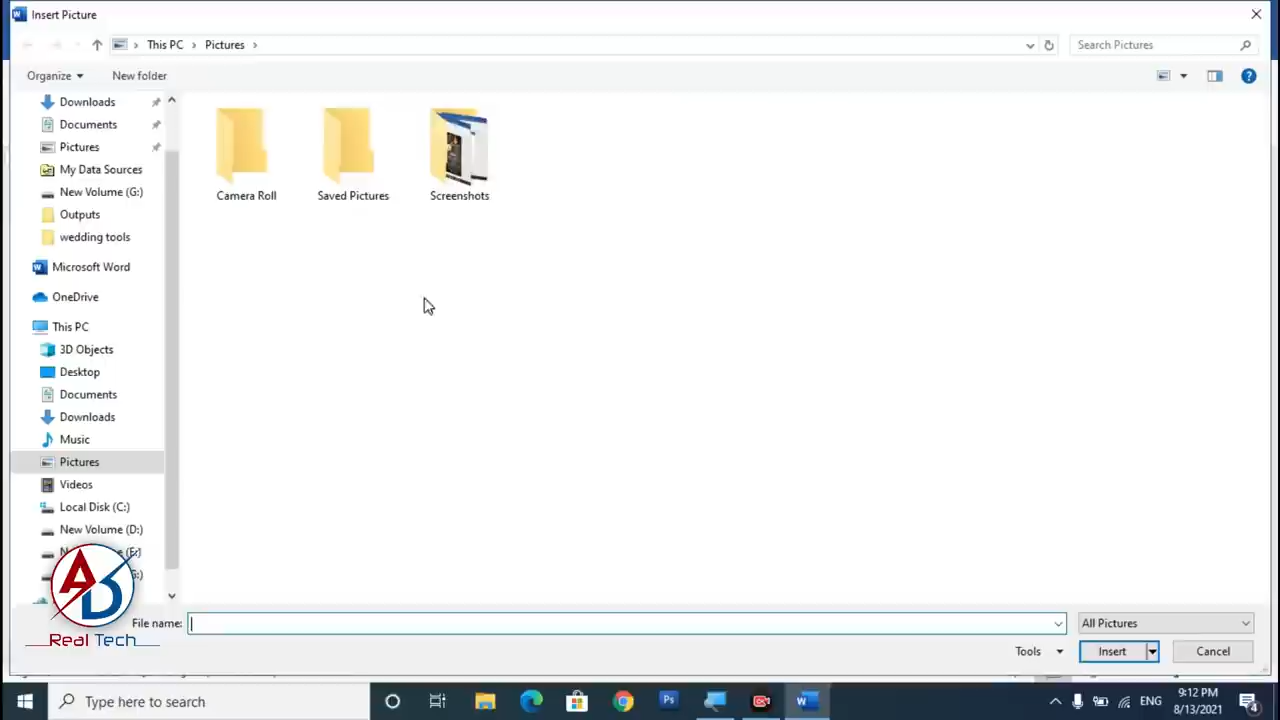 Insert Picture
This PC
Pictures
Search Pictures
Organize
New folder
Downloads
Documents
Pictures
My Data Sources
New Volume (G:)
Outputs
wedding tools
Microsoft Word
OneDrive
This PC
3D Objects
Desktop
Documents
Downloads
Music
Pictures
Videos
Local Disk (C:)
New Volume (D:)
Camera Roll
Saved Pictures
Screenshots
AD
Real Tech
File name:
All Pictures
Tools
Insert
Cancel
Type here to search
Ps
ENG
9:12 PM
8/13/2021
4